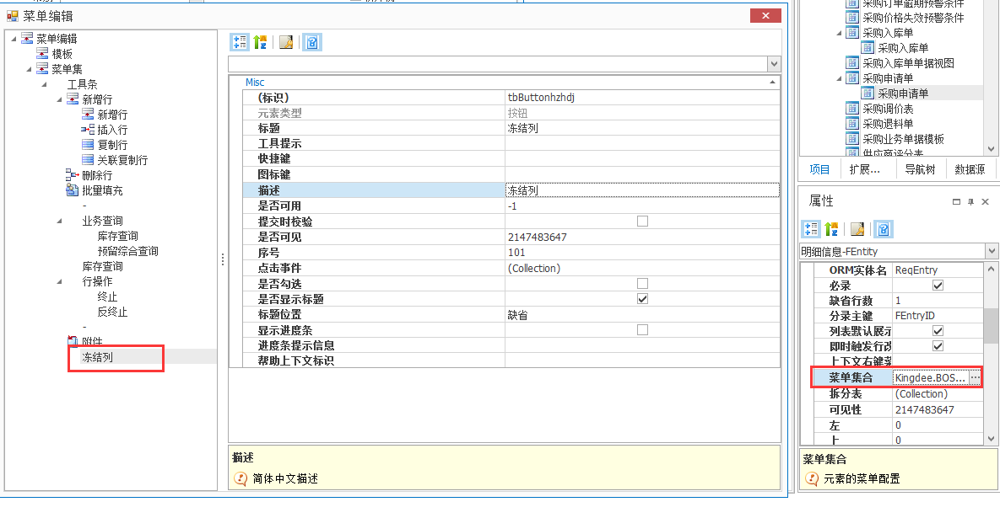 菜单编辑
菜单编辑
模板
菜单集
工具条
新增行
新增行
插入行
复制行
关联复制行
删除行
批量填充
-
业务查询
库存查询
预留综合查询
库存查询
行操作
终止
反终止
-
附件
冻结列
Misc
(标识) tbButtonhzhdj
元素类型 按钮
标题 冻结列
工具提示
快捷键
图标键
描述 冻结列
是否可用 -1
提交时校验
是否可见 2147483647
序号 101
点击事件 (Collection)
是否勾选
是否显示标题
标题位置 缺省
显示进度条
进度条提示信息
帮助上下文标识
描述
简体中文描述
采购订单逾期预警条件
采购价格失效预警条件
采购入库单
采购入库单
采购入库单单据视图
采购申请单
采购申请单
采购调价表
采购退料单
采购业务单据模板
供应商评分表
项目 扩展... 导航树 数据源
属性
明细信息-FEntity
ORM实体名 ReqEntry
必录
缺省行数 1
分录主键 FEntryID
列表默认展示
即时触发行改
上下文右键菜
菜单集合 Kingdee.BOS... ...
拆分表 (Collection)
可见性 2147483647
左 0
上 0
菜单集合
元素的菜单配置